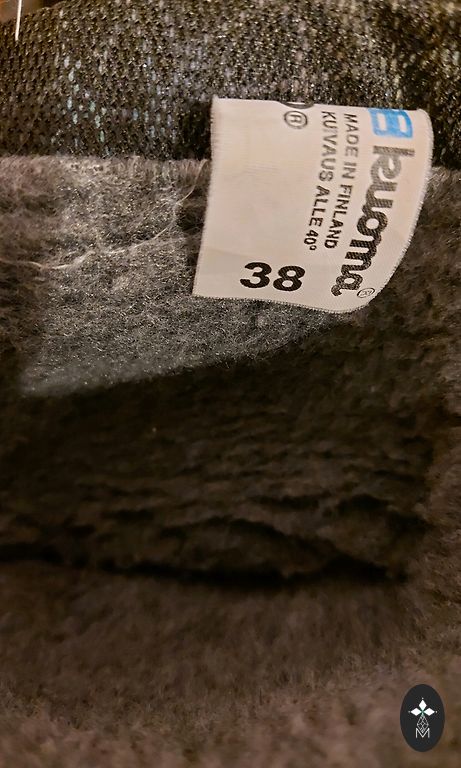 kuoma®
MADE IN FINLAND
KUIVAUS ALLE 40°
®
38
M